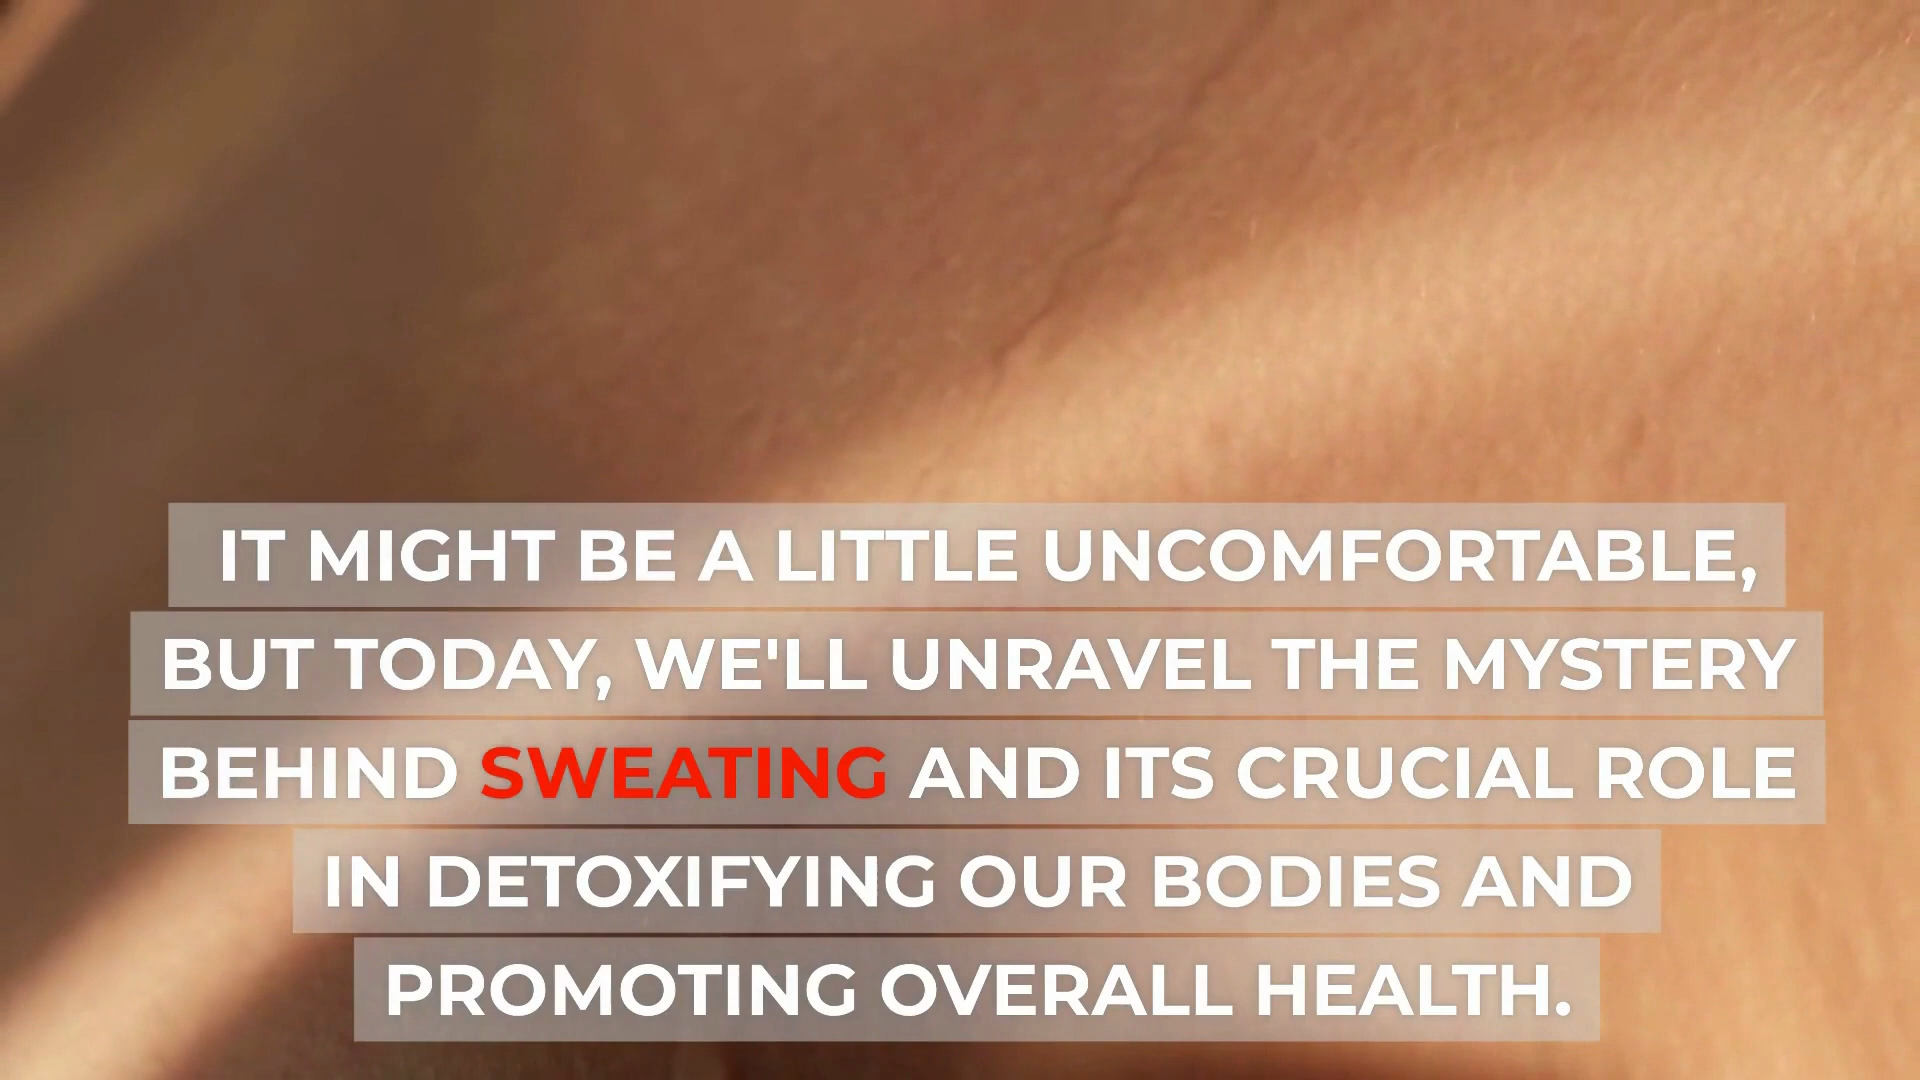 IT MIGHT BE A LITTLE UNCOMFORTABLE,
BUT TODAY, WE'LL UNRAVEL THE MYSTERY
BEHIND SWEATING AND ITS CRUCIAL ROLE
IN DETOXIFYING OUR BODIES AND
PROMOTING OVERALL HEALTH.